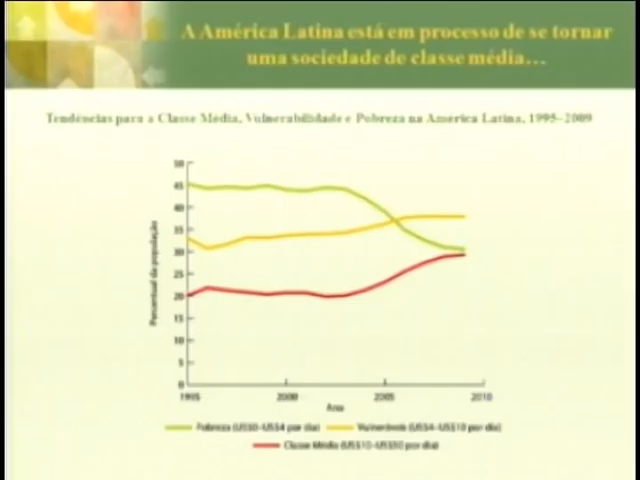 A América Latina está em processo de se tornar
uma sociedade de classe média…
Tendências para a Classe Média, Vulnerabilidade e Pobreza na America Latina, 1995–2009
50
45
40
35
30
25
20
15
10
5
0
Percentual da população
1995 2000 2005 2010
Ano
Pobreza (US$0–US$4 por dia) Vulneráveis (US$4–US$10 por dia)
Classe Média (US$10–US$50 por dia)